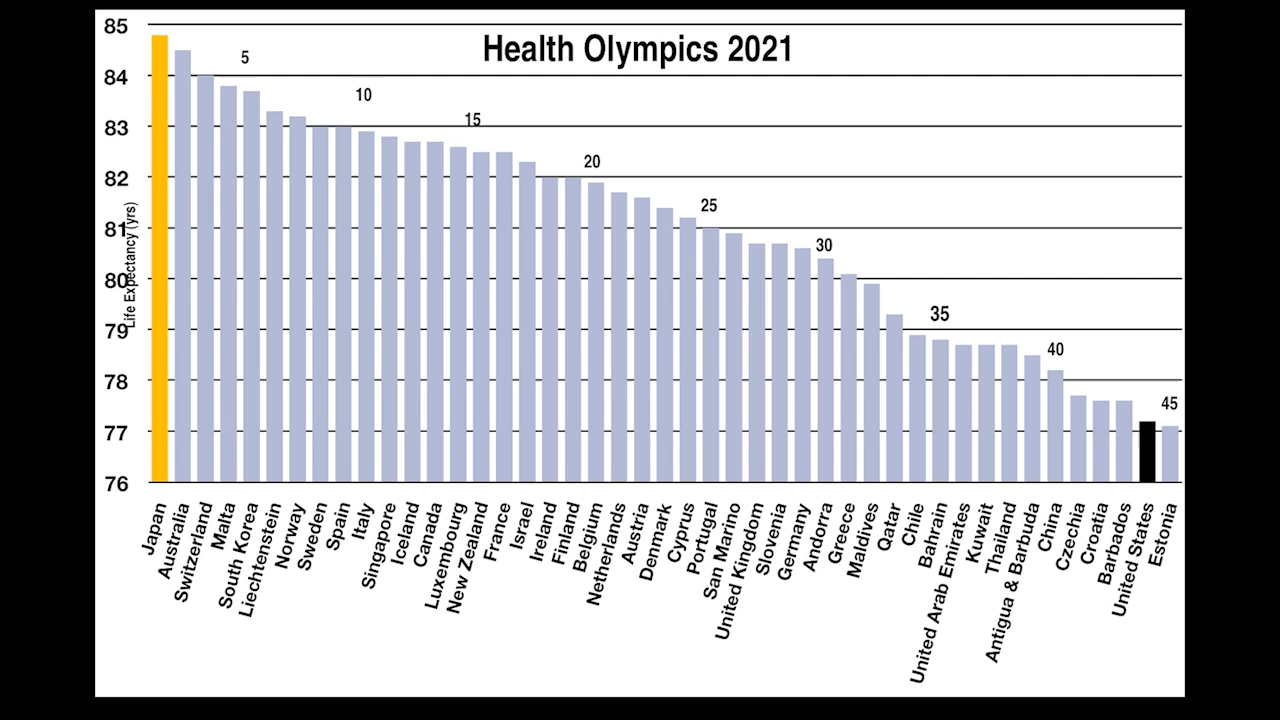 Health Olympics 2021
85
84
83
82
81
80
79
78
77
76
Life Expectancy (yrs)
5
10
15
20
25
30
35
40
45
Japan
Australia
Switzerland
Malta
South Korea
Liechtenstein
Norway
Sweden
Spain
Italy
Singapore
Iceland
Canada
Luxembourg
New Zealand
France
Israel
Ireland
Finland
Belgium
Netherlands
Austria
Denmark
Cyprus
Portugal
San Marino
United Kingdom
Slovenia
Germany
Andorra
Greece
Maldives
Qatar
Chile
Bahrain
United Arab Emirates
Kuwait
Thailand
Antigua & Barbuda
China
Czechia
Croatia
Barbados
United States
Estonia